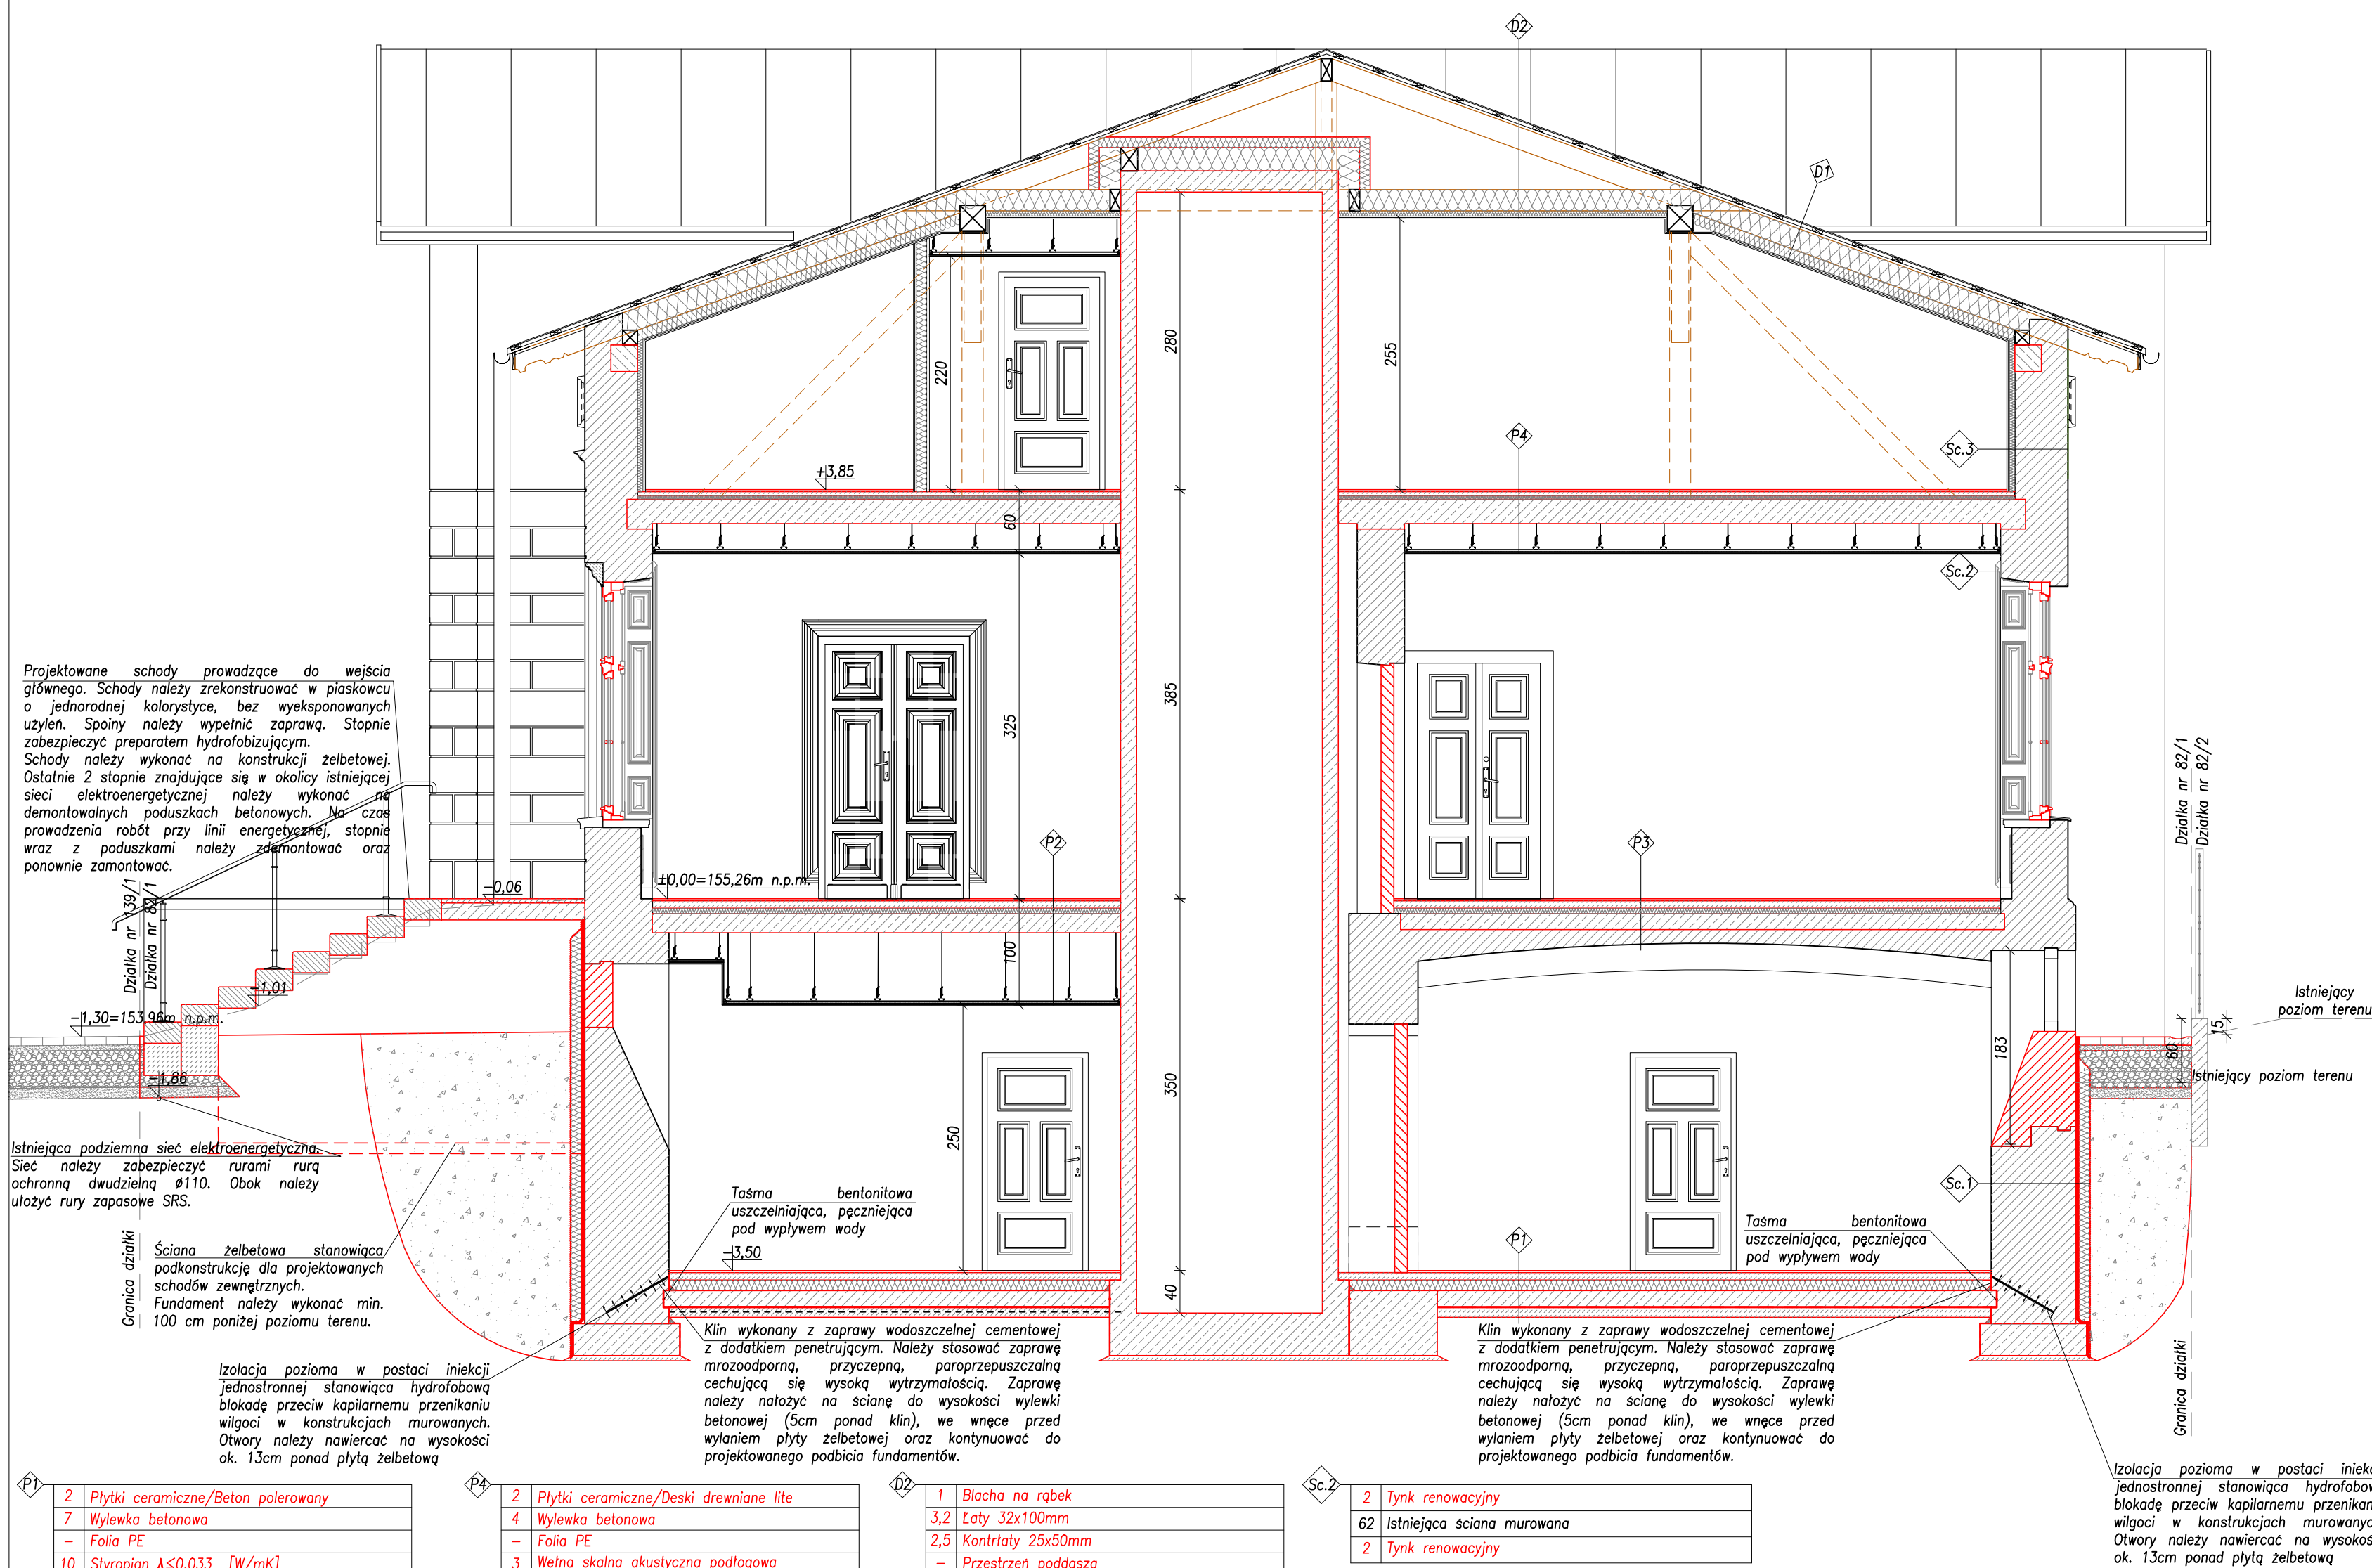 D2
D1
280
255
220
P4
Sc.3
+3,85
60
Sc.2
Projektowane schody prowadzące do wejścia
głównego. Schody należy zrekonstruować w piaskowcu
o jednorodnej kolorystyce, bez wyeksponowanych
użyleń. Spoiny należy wypełnić zaprawą. Stopnie
zabezpieczyć preparatem hydrofobizującym.
Schody należy wykonać na konstrukcji żelbetowej.
Ostatnie 2 stopnie znajdujące się w okolicy istniejącej
sieci elektroenergetycznej należy wykonać na
demontowalnych poduszkach betonowych. Na czas
prowadzenia robót przy linii energetycznej, stopnie
wraz z poduszkami należy zdemontować oraz
ponownie zamontować.
385
325
Działka nr 82/1
Działka nr 82/2
P2
P3
±0,00=155,26m n.p.m.
-0,06
Działka nr 139/1
Działka nr 82/1
100
-1,01
-1,30=153,96m n.p.m.
-1,86
Istniejący
poziom terenu
15
60
183
Istniejący poziom terenu
350
250
Istniejąca podziemna sieć elektroenergetyczna.
Sieć należy zabezpieczyć rurami rurą
ochronną dwudzielną ø110. Obok należy
ułożyć rury zapasowe SRS.
Sc.1
Taśma bentonitowa
uszczelniająca, pęczniejąca
pod wypływem wody
-3,50
P1
Taśma bentonitowa
uszczelniająca, pęczniejąca
pod wypływem wody
Granica działki
Ściana żelbetowa stanowiąca
podkonstrukcję dla projektowanych
schodów zewnętrznych.
Fundament należy wykonać min.
100 cm poniżej poziomu terenu.
40
Klin wykonany z zaprawy wodoszczelnej cementowej
z dodatkiem penetrującym. Należy stosować zaprawę
mrozoodporną, przyczepną, paroprzepuszczalną
cechującą się wysoką wytrzymałością. Zaprawę
należy nałożyć na ścianę do wysokości wylewki
betonowej (5cm ponad klin), we wnęce przed
wylaniem płyty żelbetowej oraz kontynuować do
projektowanego podbicia fundamentów.
Klin wykonany z zaprawy wodoszczelnej cementowej
z dodatkiem penetrującym. Należy stosować zaprawę
mrozoodporną, przyczepną, paroprzepuszczalną
cechującą się wysoką wytrzymałością. Zaprawę
należy nałożyć na ścianę do wysokości wylewki
betonowej (5cm ponad klin), we wnęce przed
wylaniem płyty żelbetowej oraz kontynuować do
projektowanego podbicia fundamentów.
Granica działki
Izolacja pozioma w postaci iniekcji
jednostronnej stanowiąca hydrofobową
blokadę przeciw kapilarnemu przenikaniu
wilgoci w konstrukcjach murowanych.
Otwory należy nawiercać na wysokości
ok. 13cm ponad płytą żelbetową
Izolacja pozioma w postaci
jednostronnej stanowiąca
blokadę przeciw kapilarnemu
wilgoci w konstrukcjach
Otwory należy nawiercać na
ok. 13cm ponad płytą żelbetową
P1
2 Płytki ceramiczne/Beton polerowany
7 Wylewka betonowa
- Folia PE
10 Styropian λ≤0,033 [W/mK]
P4
2 Płytki ceramiczne/Deski drewniane lite
4 Wylewka betonowa
- Folia PE
3 Wełna skalna akustyczna podłogowa
D2
1 Blacha na rąbek
3,2 Łaty 32x100mm
2,5 Kontrłaty 25x50mm
- Przestrzeń poddasza
Sc.2
2 Tynk renowacyjny
62 Istniejąca ściana murowana
2 Tynk renowacyjny